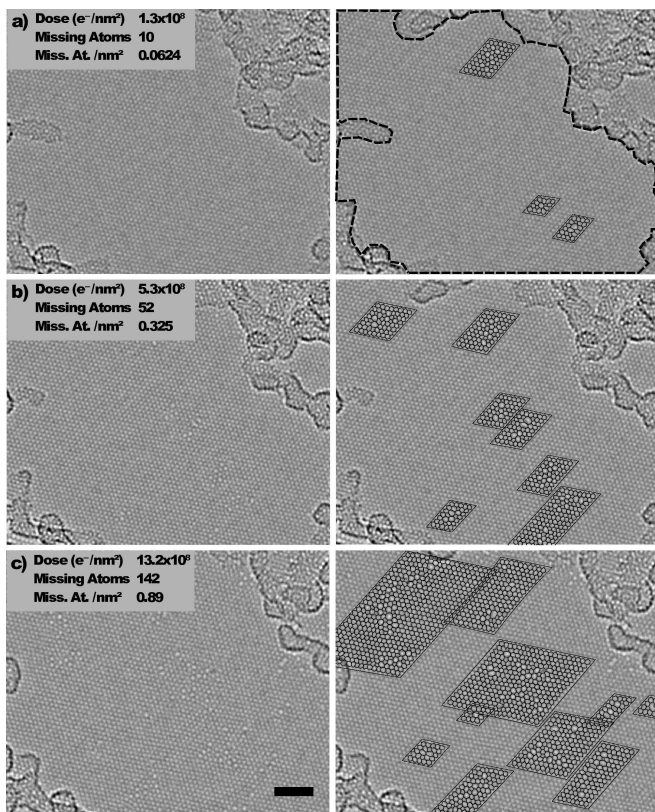 a) Dose (e⁻/nm²) 1.3x10⁸
Missing Atoms 10
Miss. At. /nm² 0.0624
b) Dose (e⁻/nm²) 5.3x10⁸
Missing Atoms 52
Miss. At. /nm² 0.325
c) Dose (e⁻/nm²) 13.2x10⁸
Missing Atoms 142
Miss. At. /nm² 0.89